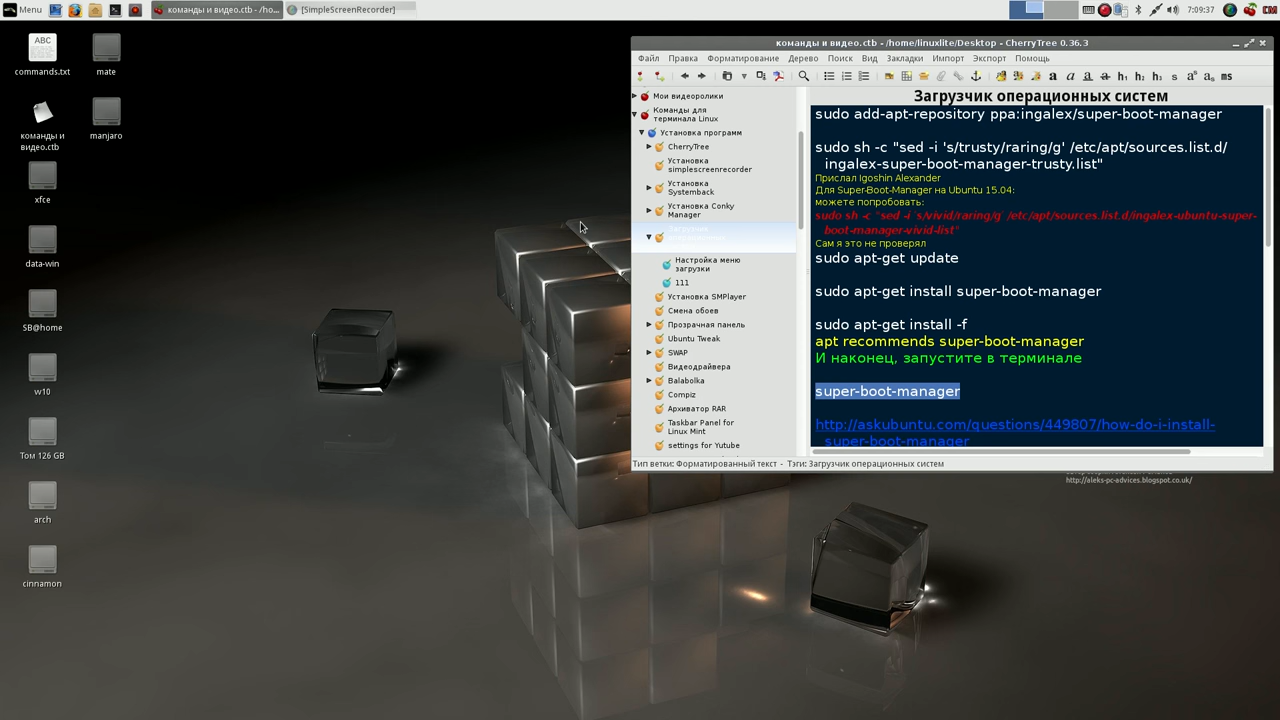 Menu
команды и видео.ctb - /ho...
[SimpleScreenRecorder]
7:09:37
ABC
commands.txt
mate
команды и
видео.ctb
manjaro
xfce
data-win
SB@home
w10
Том 126 GB
arch
cinnamon
команды и видео.ctb - /home/linuxlite/Desktop - CherryTree 0.36.3
Файл Правка Форматирование Дерево Поиск Вид Закладки Импорт Экспорт Помощь
a a a a h₁ h₂ h₃ s aˢ aₛ ms
Мои видеоролики
Команды для
терминала Linux
Установка программ
CherryTree
Установка
simplescreenrecorder
Установка
Systemback
Установка Conky
Manager
Загрузчик
Настройка меню
загрузки
111
Установка SMPlayer
Смена обоев
Прозрачная панель
Ubuntu Tweak
SWAP
Видеодрайвера
Balabolka
Compiz
Архиватор RAR
Taskbar Panel for
Linux Mint
settings for Yutube
Загрузчик операционных систем
sudo add-apt-repository ppa:ingalex/super-boot-manager
sudo sh -c "sed -i 's/trusty/raring/g' /etc/apt/sources.list.d/
ingalex-super-boot-manager-trusty.list"
Прислал Igoshin Alexander
Для Super-Boot-Manager на Ubuntu 15.04:
можете попробовать:
sudo sh -c "sed -i 's/vivid/raring/g' /etc/apt/sources.list.d/ingalex-ubuntu-super-
boot-manager-vivid-list"
Сам я это не проверял
sudo apt-get update
sudo apt-get install super-boot-manager
sudo apt-get install -f
apt recommends super-boot-manager
И наконец, запустите в терминале
super-boot-manager
http://askubuntu.com/questions/449807/how-do-i-install-
super-boot-manager
Тип ветки: Форматированный текст - Тэги: Загрузчик операционных систем
http://aleks-pc-advices.blogspot.co.uk/